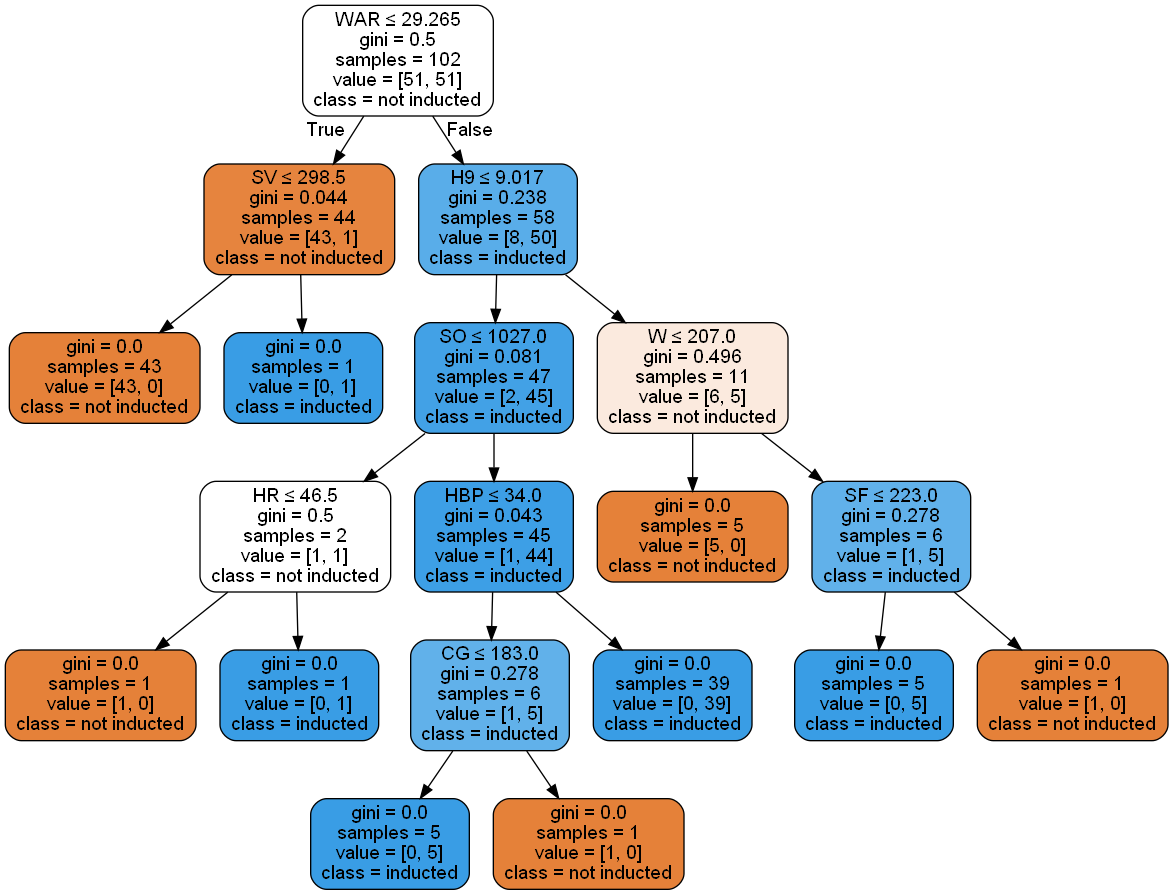 WAR ≤ 29.265
gini = 0.5
samples = 102
value = [51, 51]
class = not inducted
True
False
SV ≤ 298.5
gini = 0.044
samples = 44
value = [43, 1]
class = not inducted
H9 ≤ 9.017
gini = 0.238
samples = 58
value = [8, 50]
class = inducted
gini = 0.0
samples = 43
value = [43, 0]
class = not inducted
gini = 0.0
samples = 1
value = [0, 1]
class = inducted
SO ≤ 1027.0
gini = 0.081
samples = 47
value = [2, 45]
class = inducted
W ≤ 207.0
gini = 0.496
samples = 11
value = [6, 5]
class = not inducted
HR ≤ 46.5
gini = 0.5
samples = 2
value = [1, 1]
class = not inducted
HBP ≤ 34.0
gini = 0.043
samples = 45
value = [1, 44]
class = inducted
gini = 0.0
samples = 5
value = [5, 0]
class = not inducted
SF ≤ 223.0
gini = 0.278
samples = 6
value = [1, 5]
class = inducted
gini = 0.0
samples = 1
value = [1, 0]
class = not inducted
gini = 0.0
samples = 1
value = [0, 1]
class = inducted
CG ≤ 183.0
gini = 0.278
samples = 6
value = [1, 5]
class = inducted
gini = 0.0
samples = 39
value = [0, 39]
class = inducted
gini = 0.0
samples = 5
value = [0, 5]
class = inducted
gini = 0.0
samples = 1
value = [1, 0]
class = not inducted
gini = 0.0
samples = 5
value = [0, 5]
class = inducted
gini = 0.0
samples = 1
value = [1, 0]
class = not inducted